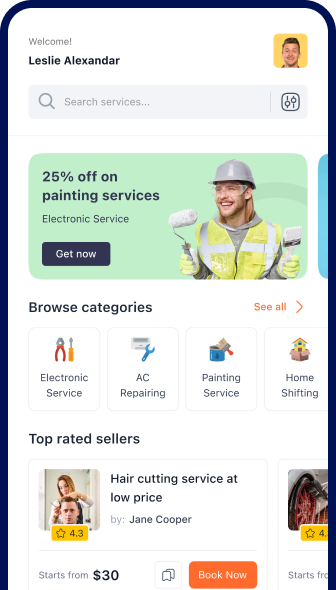 Welcome!
Leslie Alexandar
Search services...
25% off on
painting services
Electronic Service
Get now
Browse categories
See all
Electronic
Service
AC
Repairing
Painting
Service
Home
Shifting
Top rated sellers
Hair cutting service at
low price
by: Jane Cooper
4.3
4.
Starts from $30
Book Now
Starts fr